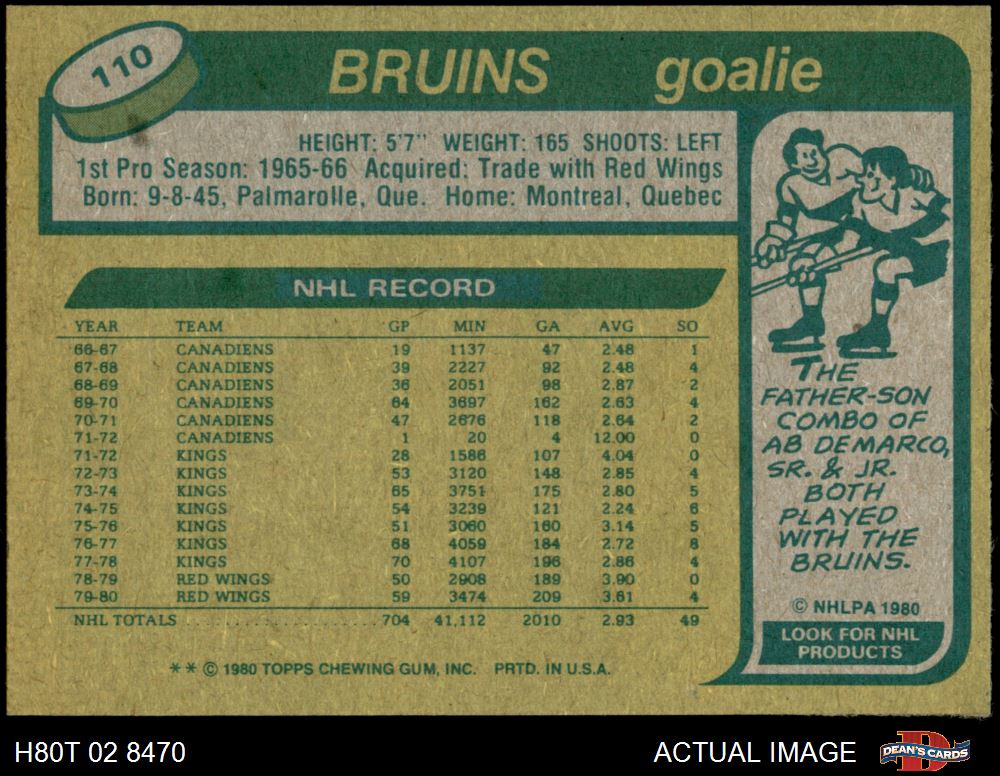 110
BRUINS goalie
HEIGHT: 5'7" WEIGHT: 165 SHOOTS: LEFT
1st Pro Season: 1965-66 Acquired: Trade with Red Wings
Born: 9-8-45, Palmarolle, Que. Home: Montreal, Quebec
NHL RECORD
YEAR TEAM GP MIN GA AVG SO
66-67 CANADIENS 19 1137 47 2.48 1
67-68 CANADIENS 39 2227 92 2.48 4
68-69 CANADIENS 36 2051 98 2.87 2
69-70 CANADIENS 64 3697 162 2.63 4
70-71 CANADIENS 47 2676 118 2.64 2
71-72 CANADIENS 1 20 4 12.00 0
71-72 KINGS 28 1586 107 4.04 0
72-73 KINGS 53 3120 148 2.85 4
73-74 KINGS 65 3751 175 2.80 5
74-75 KINGS 54 3239 121 2.24 6
75-76 KINGS 51 3060 160 3.14 5
76-77 KINGS 68 4059 184 2.72 8
77-78 KINGS 70 4107 196 2.86 4
78-79 RED WINGS 50 2908 189 3.90 0
79-80 RED WINGS 59 3474 209 3.61 4
NHL TOTALS 704 41,112 2010 2.93 49
** © 1980 TOPPS CHEWING GUM, INC. PRTD. IN U.S.A.
THE
FATHER-SON
COMBO OF
AB DEMARCO,
SR. & JR.
BOTH
PLAYED
WITH THE
BRUINS.
© NHLPA 1980
LOOK FOR NHL
PRODUCTS
H80T 02 8470 ACTUAL IMAGE
D
DEAN'S CARDS